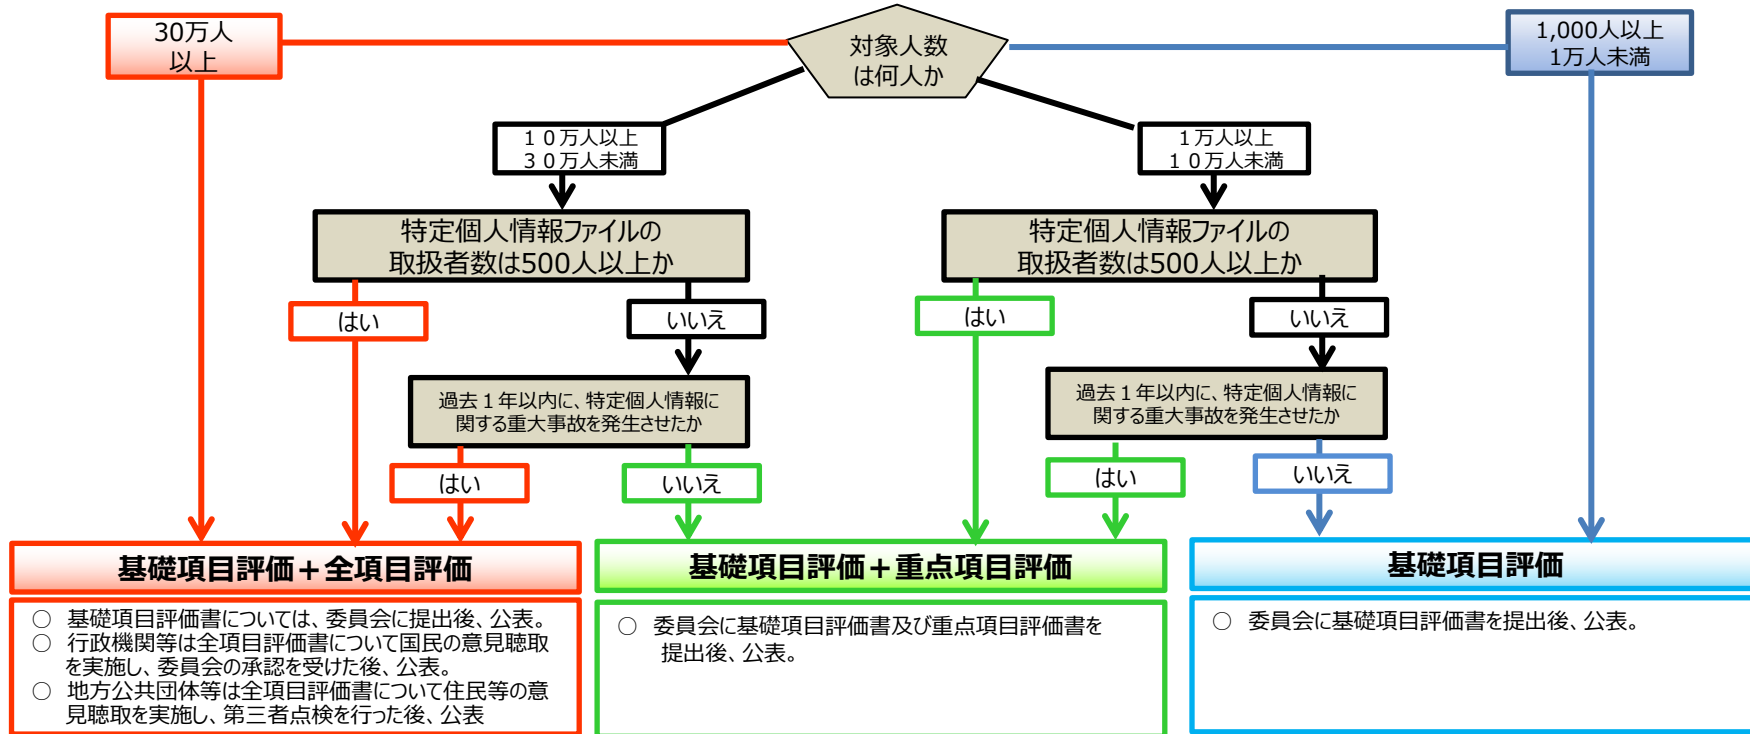 30万人
以上
対象人数
は何人か
1,000人以上
1万人未満
１０万人以上
３０万人未満
１万人以上
１０万人未満
特定個人情報ファイルの
取扱者数は500人以上か
特定個人情報ファイルの
取扱者数は500人以上か
はい
いいえ
はい
いいえ
過去１年以内に、特定個人情報に
関する重大事故を発生させたか
過去１年以内に、特定個人情報に
関する重大事故を発生させたか
はい
いいえ
はい
いいえ
基礎項目評価＋全項目評価
基礎項目評価＋重点項目評価
基礎項目評価
○ 基礎項目評価書については、委員会に提出後、公表。
○ 行政機関等は全項目評価書について国民の意見聴取
を実施し、委員会の承認を受けた後、公表。
○ 地方公共団体等は全項目評価書について住民等の意
見聴取を実施し、第三者点検を行った後、公表
○ 委員会に基礎項目評価書及び重点項目評価書を
提出後、公表。
○ 委員会に基礎項目評価書を提出後、公表。